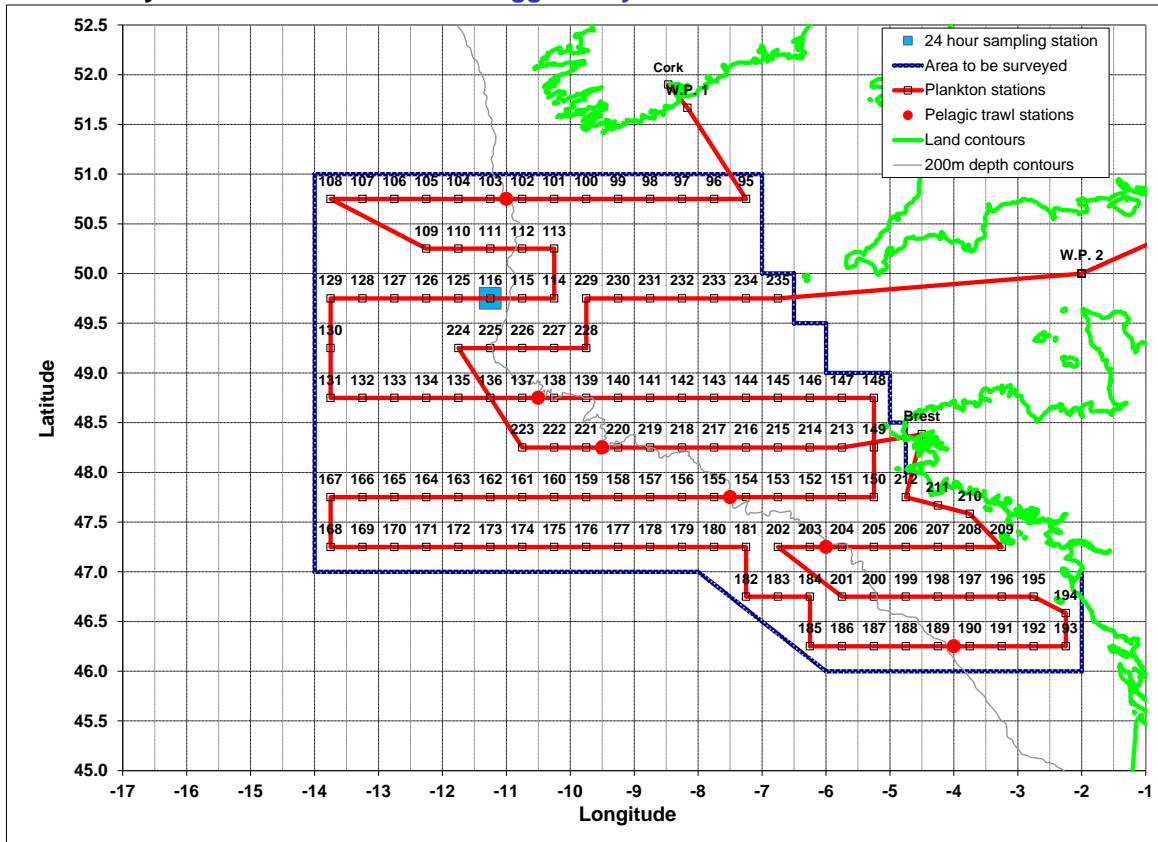 52.5
52.0
51.5
51.0
50.5
50.0
49.5
49.0
48.5
48.0
47.5
47.0
46.5
46.0
45.5
45.0
Latitude
24 hour sampling station
Area to be surveyed
Plankton stations
Pelagic trawl stations
Land contours
200m depth contours
Cork
W.P. 1
108 107 106 105 104 103 102 101 100 99 98 97 96 95
109 110 111 112 113
W.P. 2
129 128 127 126 125 116 115 114 229 230 231 232 233 234 235
130 224 225 226 227 228
131 132 133 134 135 136 137 138 139 140 141 142 143 144 145 146 147 148
Brest
223 222 221 220 219 218 217 216 215 214 213 149
167 166 165 164 163 162 161 160 159 158 157 156 155 154 153 152 151 150 212 211 210
168 169 170 171 172 173 174 175 176 177 178 179 180 181 202 203 204 205 206 207 208 209
182 183 184 201 200 199 198 197 196 195 194
185 186 187 188 189 190 191 192 193
-17 -16 -15 -14 -13 -12 -11 -10 -9 -8 -7 -6 -5 -4 -3 -2 -1
Longitude